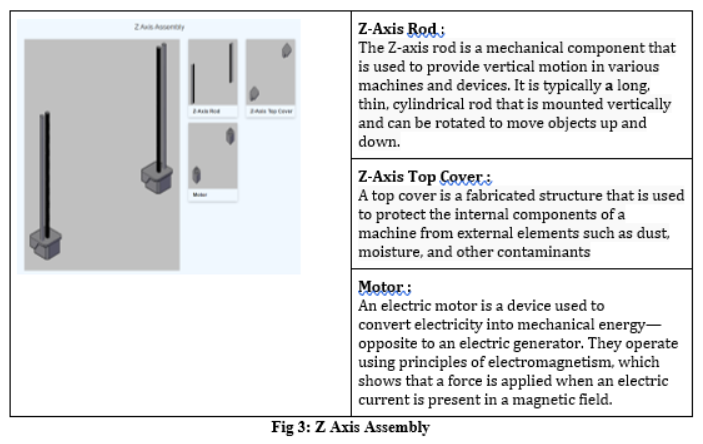 Z Axis Assembly
Z-Axis Rod
Z-Axis Top Cover
Motor
Z-Axis Rod :
The Z-axis rod is a mechanical component that
is used to provide vertical motion in various
machines and devices. It is typically a long,
thin, cylindrical rod that is mounted vertically
and can be rotated to move objects up and
down.
Z-Axis Top Cover :
A top cover is a fabricated structure that is used
to protect the internal components of a
machine from external elements such as dust,
moisture, and other contaminants
Motor :
An electric motor is a device used to
convert electricity into mechanical energy—
opposite to an electric generator. They operate
using principles of electromagnetism, which
shows that a force is applied when an electric
current is present in a magnetic field.
Fig 3: Z Axis Assembly